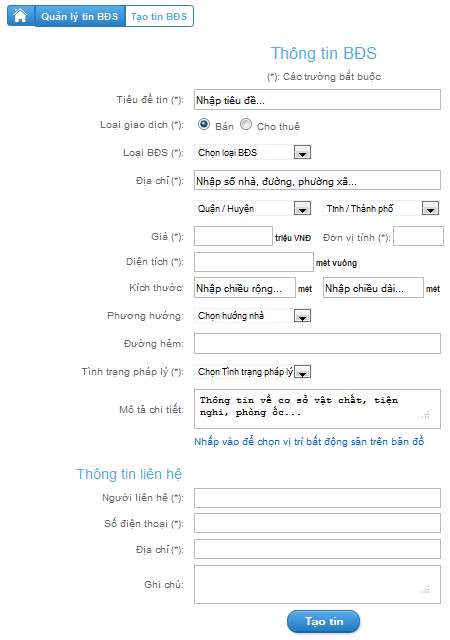 Quản lý tin BĐS Tạo tin BĐS
Thông tin BĐS
(*): Các trường bắt buộc
Tiêu đề tin (*): Nhập tiêu đề...
Loại giao dịch (*): Bán Cho thuê
Loại BĐS (*): Chọn loại BĐS
Địa chỉ (*): Nhập số nhà, đường, phường xã...
Quận / Huyện Tỉnh / Thành phố
Giá (*): triệu VNĐ Đơn vị tính (*):
Diện tích (*): mét vuông
Kích thước: Nhập chiều rộng... mét Nhập chiều dài... mét
Phương hướng: Chọn hướng nhà
Đường hẻm:
Tình trạng pháp lý (*): Chọn Tình trạng pháp lý
Mô tả chi tiết: Thông tin về cơ sở vật chất, tiện
nghi, phòng ốc...
Nhấp vào để chọn vị trí bất động sản trên bản đồ
Thông tin liên hệ
Người liên hệ (*):
Số điện thoại (*):
Địa chỉ (*):
Ghi chú:
Tạo tin